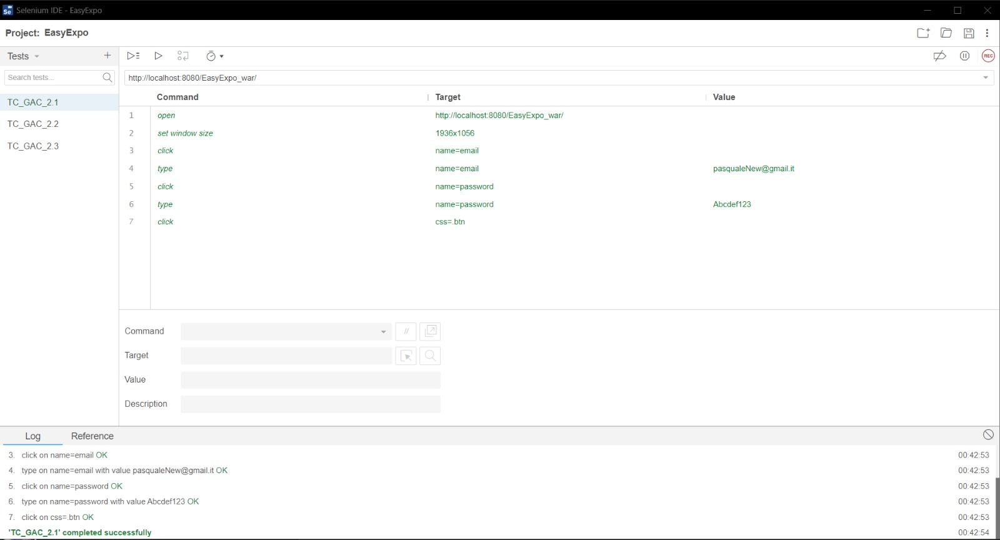 Se Selenium IDE - EasyExpo
Project: EasyExpo
Tests +
Search tests...
http://localhost:8080/EasyExpo_war/
REC
TC_GAC_2.1
TC_GAC_2.2
TC_GAC_2.3
Command Target Value
1 open http://localhost:8080/EasyExpo_war/
2 set window size 1936x1056
3 click name=email
4 type name=email pasqualeNew@gmail.it
5 click name=password
6 type name=password Abcdef123
7 click css=.btn
Command //
Target
Value
Description
Log Reference
3. click on name=email OK 00:42:53
4. type on name=email with value pasqualeNew@gmail.it OK 00:42:53
5. click on name=password OK 00:42:53
6. type on name=password with value Abcdef123 OK 00:42:53
7. click on css=.btn OK 00:42:53
'TC_GAC_2.1' completed successfully 00:42:54